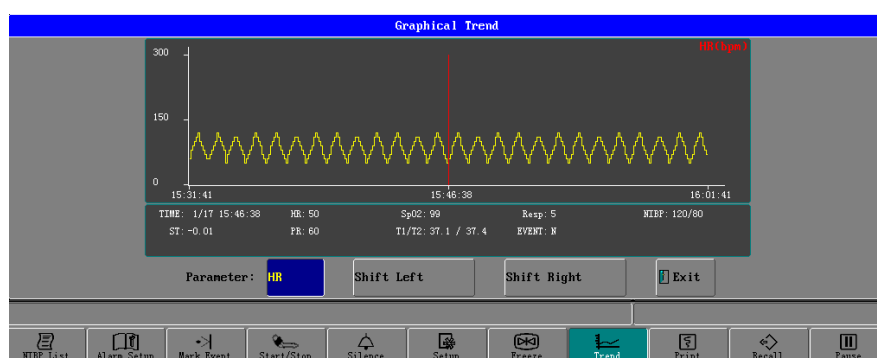 Graphical Trend
HR(bpm)
300
150
0
15:31:41 15:46:38 16:01:41
TIME: 1/17 15:46:38 HR: 50 SpO2: 99 Resp: 5 NIBP: 120/80
ST: -0.01 PR: 60 T1/T2: 37.1 / 37.4 EVENT: N
Parameter: HR Shift Left Shift Right Exit
NIBP List Alarm Setup Mark Event Start/Stop Silence Setup Freeze Trend Print Recall Pause